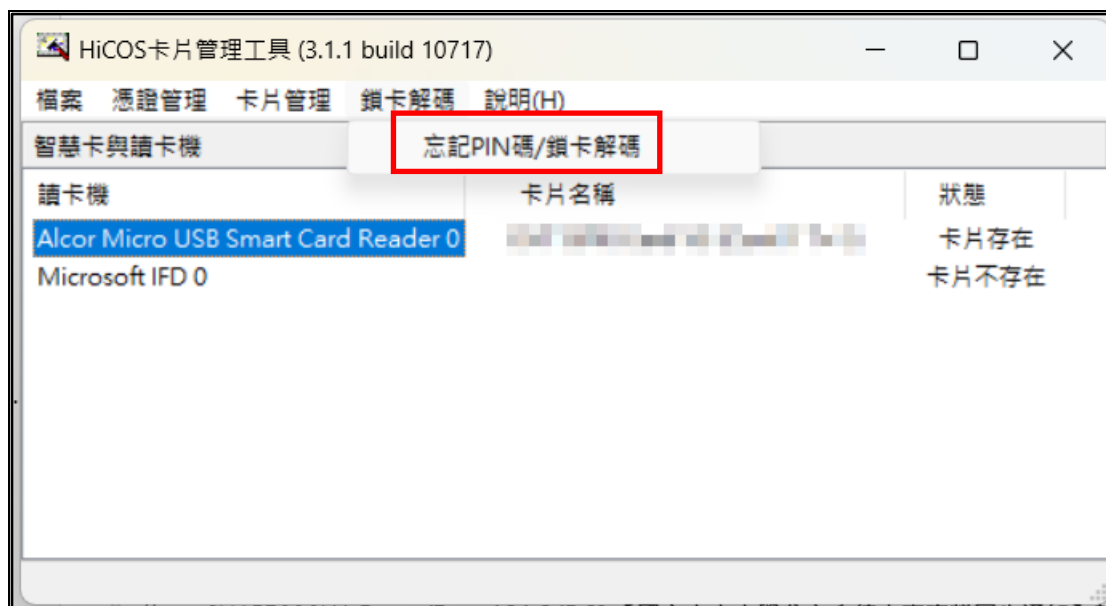 HiCOS卡片管理工具 (3.1.1 build 10717)
檔案 憑證管理 卡片管理 鎖卡解碼 說明(H)
智慧卡與讀卡機 忘記PIN碼/鎖卡解碼
讀卡機 卡片名稱 狀態
Alcor Micro USB Smart Card Reader 0 卡片存在
Microsoft IFD 0 卡片不存在